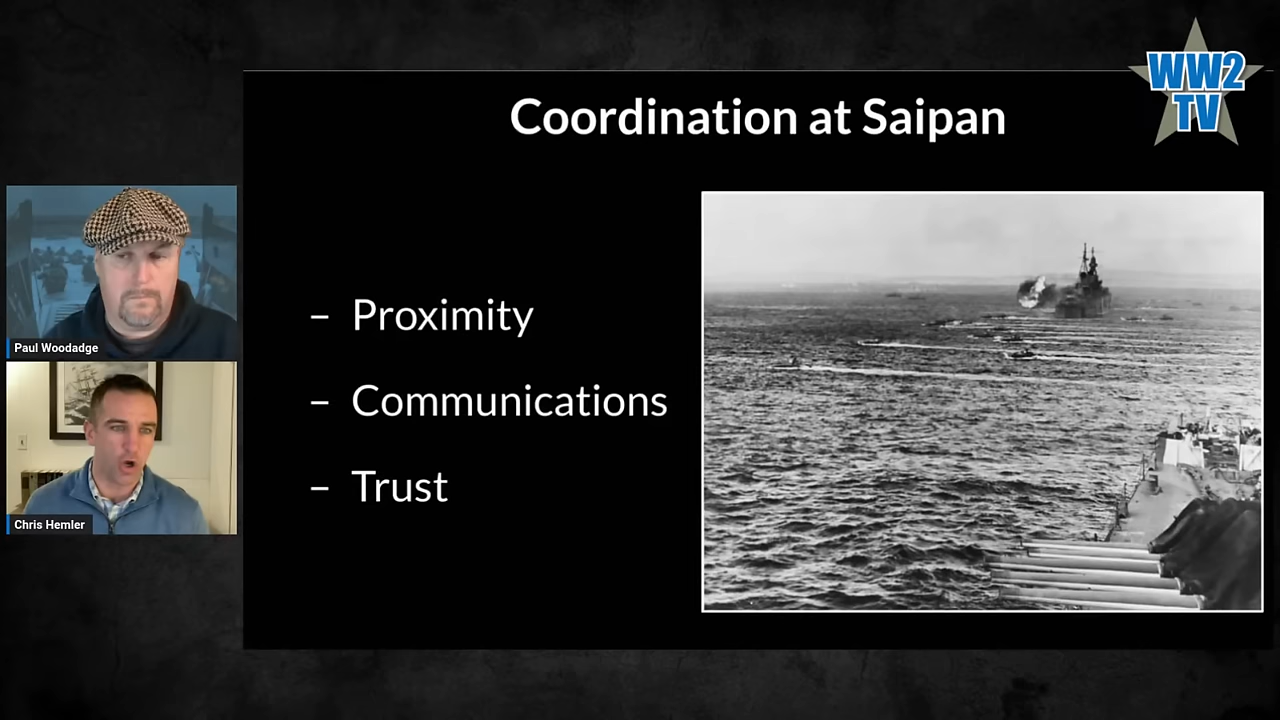 Coordination at Saipan
WW2
TV
– Proximity
– Communications
– Trust
Paul Woodadge
Chris Hemler